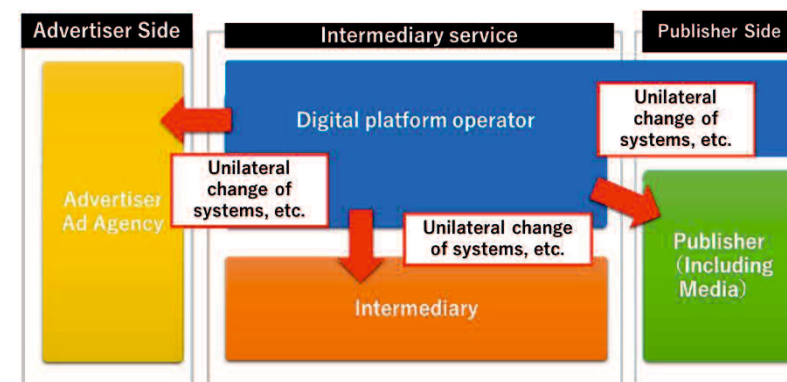 Advertiser Side
Intermediary service
Publisher Side
Digital platform operator
Unilateral
change of
systems, etc.
Unilateral
change of
systems, etc.
Advertiser
Ad Agency
Unilateral change
of systems, etc.
Publisher
(Including
Media)
Intermediary